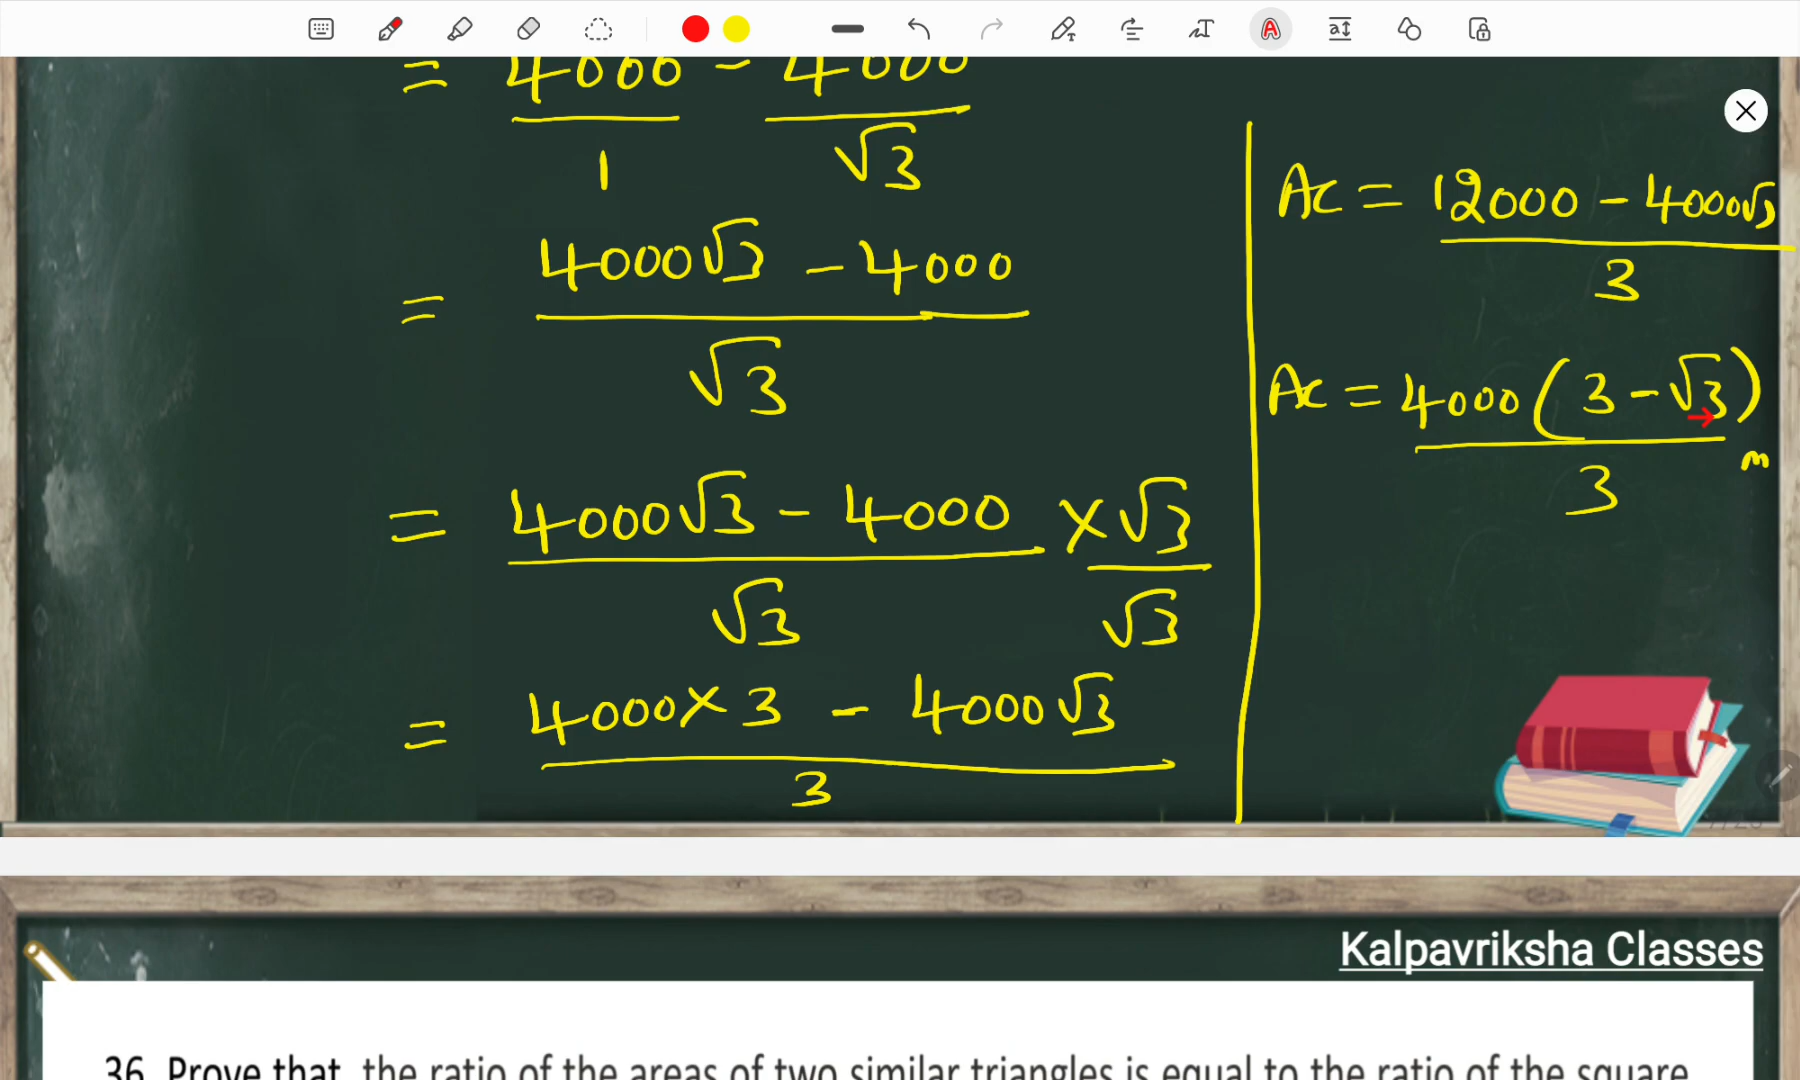 = 4000/1 - 4000/√3
= (4000√3 - 4000)/√3
= (4000√3 - 4000)/√3 × √3/√3
= (4000×3 - 4000√3)/3
AC = (12000 - 4000√3)/3
AC = 4000(3 - √3)/3 m
Kalpavriksha Classes
36. Prove that the ratio of the areas of two similar triangles is equal to the ratio of the square